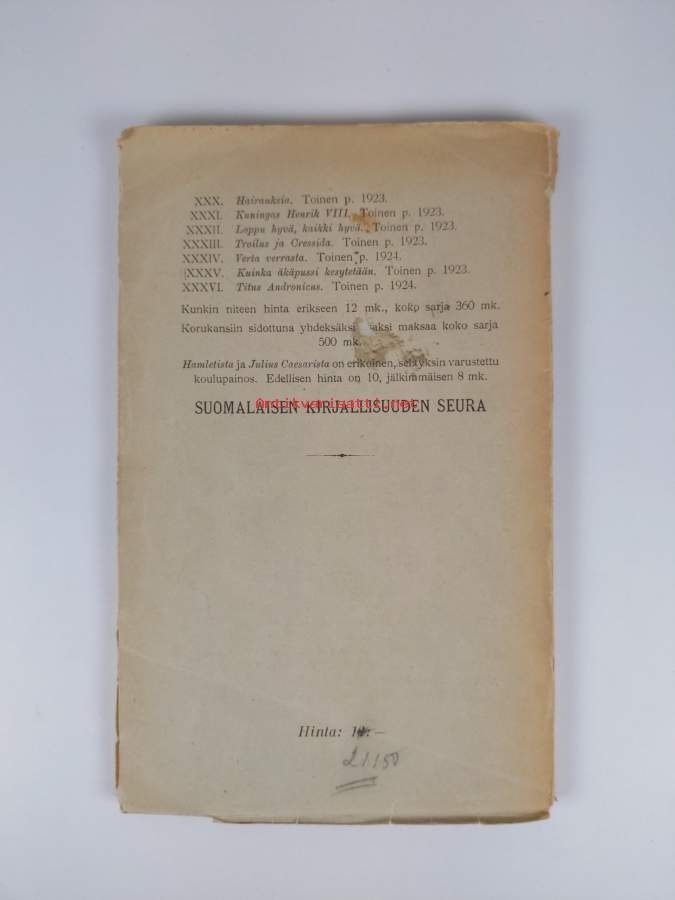 XXX. Hairauksia. Toinen p. 1923.
XXXI. Kuningas Henrik VIII. Toinen p. 1923.
XXXII. Loppu hyvä, kaikki hyvä. Toinen p. 1923.
XXXIII. Troilus ja Cressida. Toinen p. 1923.
XXXIV. Verta verrasta. Toinen p. 1924.
XXXV. Kuinka äkäpussi kesytetään. Toinen p. 1923.
XXXVI. Titus Andronicus. Toinen p. 1924.
Kunkin niteen hinta erikseen 12 mk., koko sarja 360 mk.
Korukansiin sidottuna yhdeksäksi maksaa koko sarja
500 mk.
Hamletista ja Julius Caesarista on erikoinen, selityksin varustettu
koulupainos. Edellisen hinta on 10, jälkimmäisen 8 mk.
Antikvariaatti.net
SUOMALAISEN KIRJALLISUUDEN SEURA
Hinta:
21150